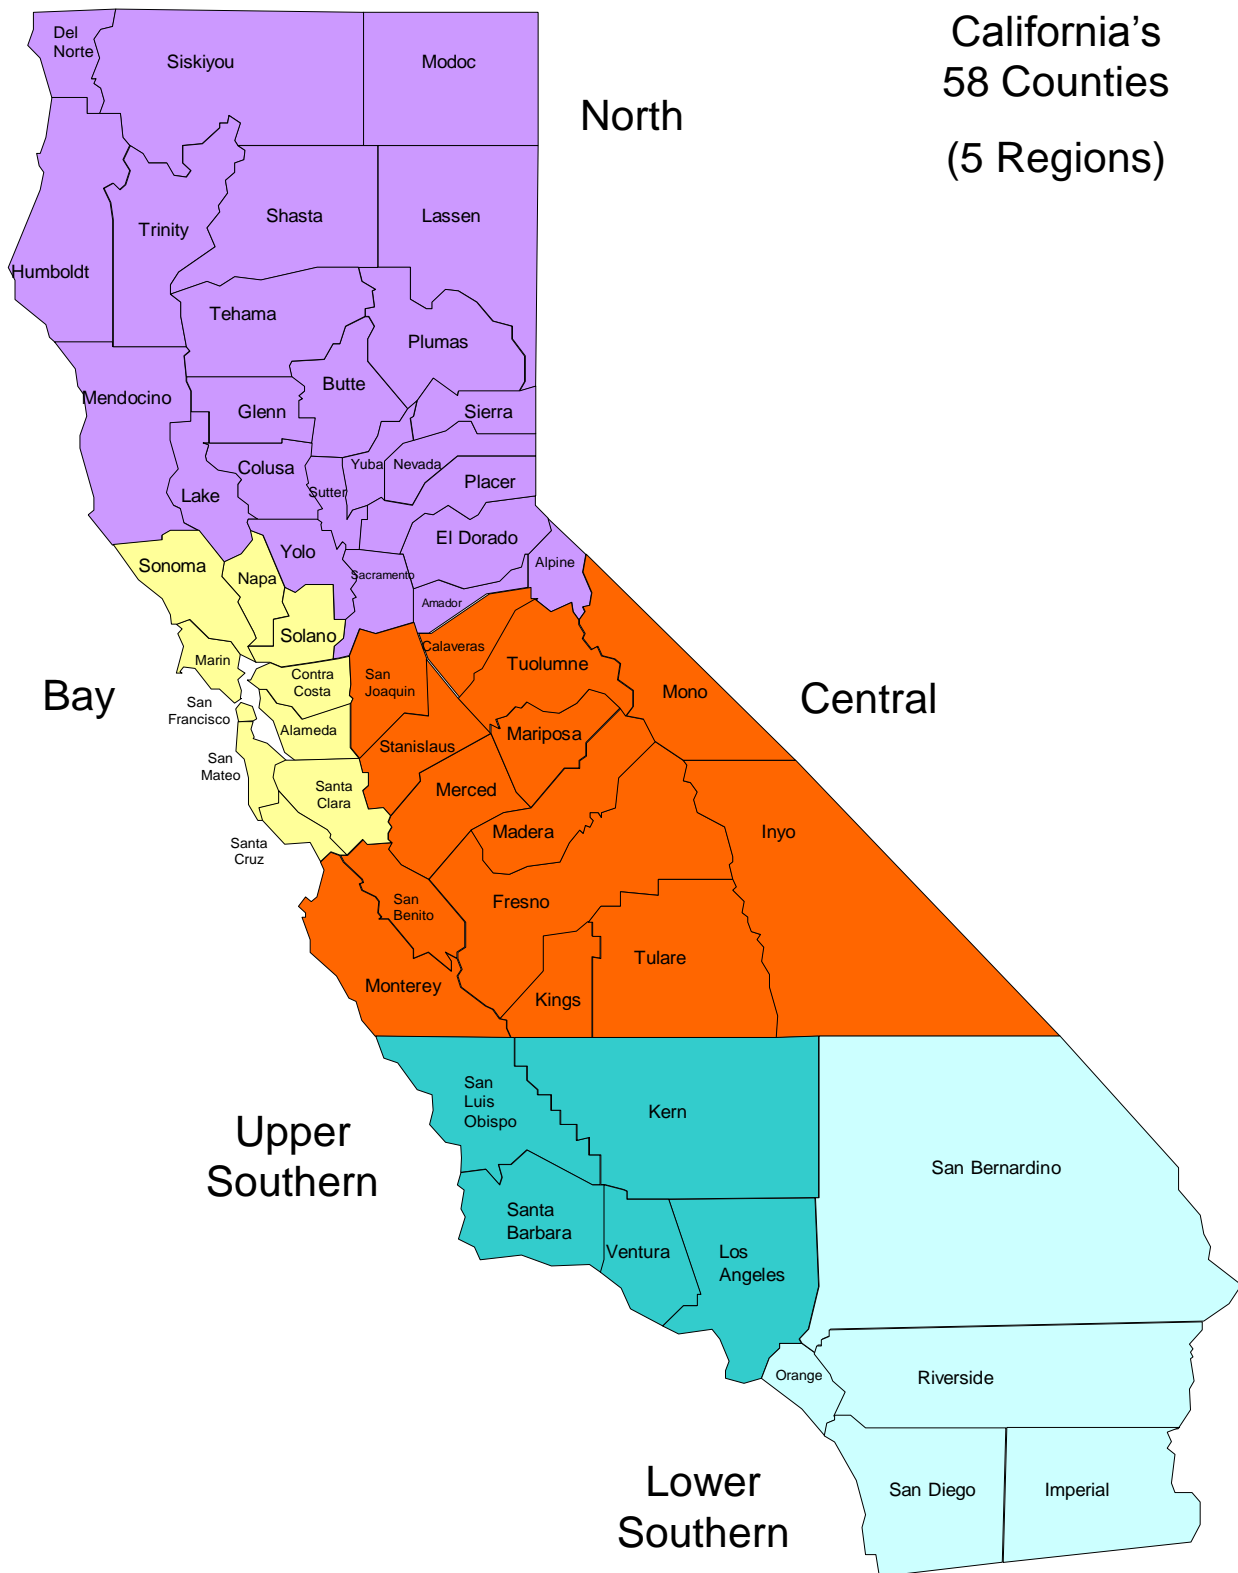 California’s
58 Counties
(5 Regions)
North
Del
Norte
Siskiyou
Modoc
Humboldt
Trinity
Shasta
Lassen
Tehama
Plumas
Mendocino
Butte
Glenn
Sierra
Colusa
Yuba
Nevada
Lake
Sutter
Placer
El Dorado
Yolo
Sacramento
Alpine
Amador
Bay
Sonoma
Napa
Solano
Marin
Contra
Costa
San
Francisco
Alameda
San
Mateo
Santa
Clara
Santa
Cruz
Central
Calaveras
Tuolumne
Mono
San
Joaquin
Stanislaus
Mariposa
Merced
Madera
Inyo
San
Benito
Fresno
Monterey
Kings
Tulare
Upper
Southern
San
Luis
Obispo
Kern
Santa
Barbara
Ventura
Los
Angeles
Lower
Southern
San Bernardino
Orange
Riverside
San Diego
Imperial